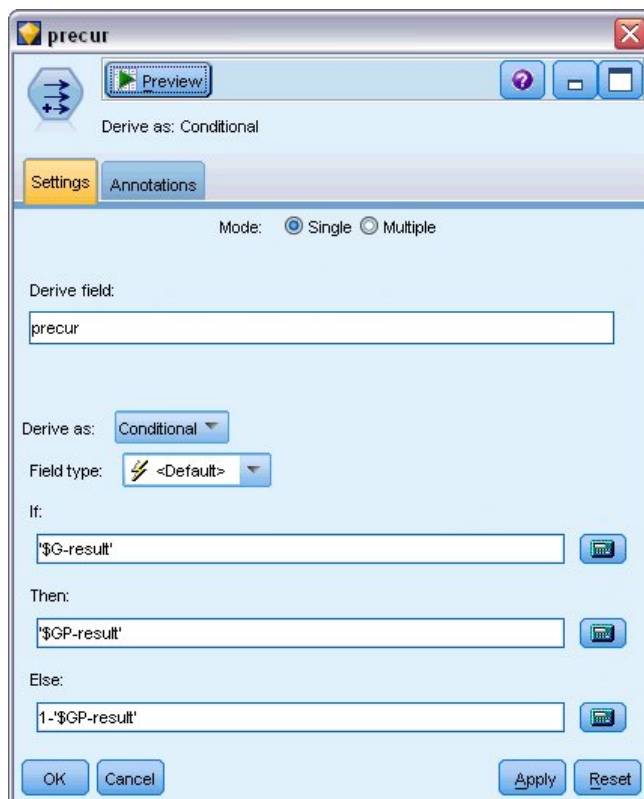 precur
Preview
Derive as: Conditional
Settings Annotations
Mode: Single Multiple
Derive field:
precur
Derive as: Conditional
Field type: <Default>
If:
'$G-result'
Then:
'$GP-result'
Else:
1-'$GP-result'
OK Cancel Apply Reset